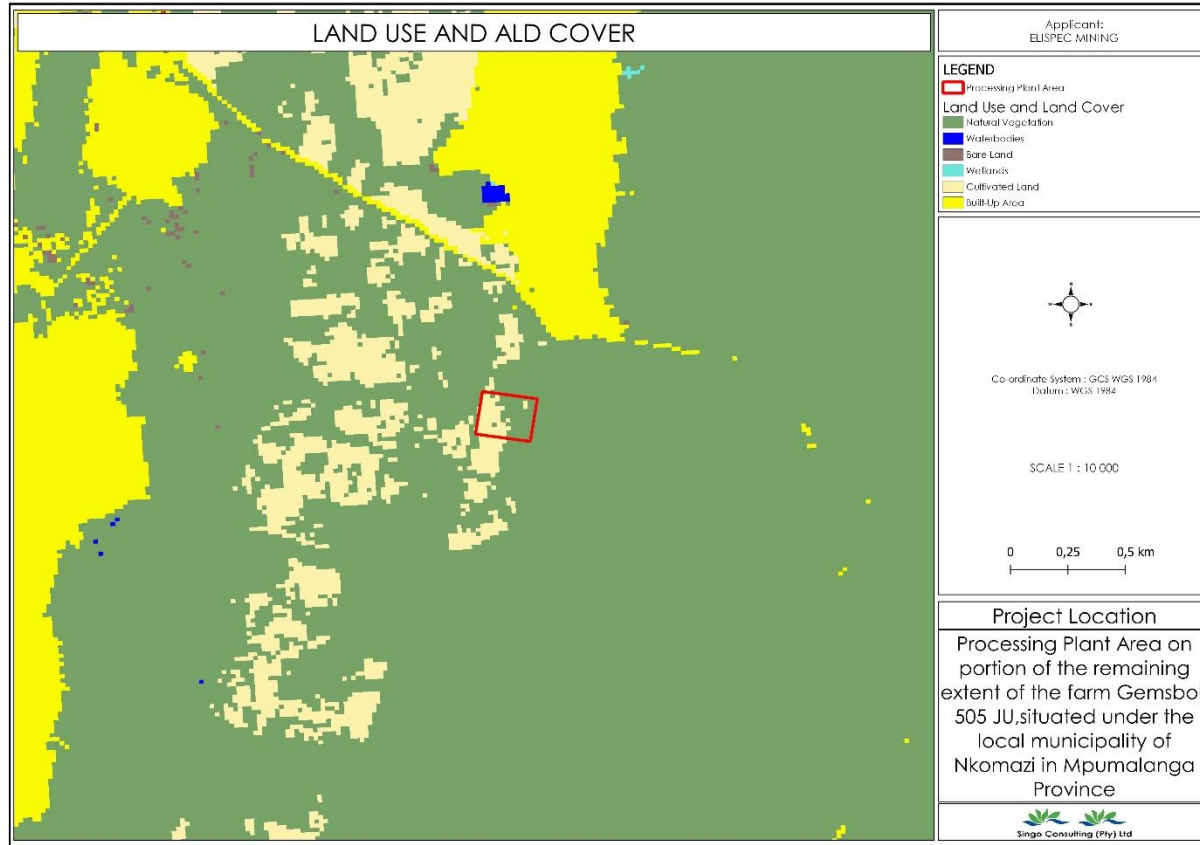 LAND USE AND ALD COVER
Applicant:
ELISPEC MINING
LEGEND
Processing Plant Area
Land Use and Land Cover
Natural Vegetation
Waterbodies
Bare Land
Wetlands
Cultivated Land
Built-Up Area
N
W
E
S
Co-ordinate System : GCS WGS 1984
Datum : WGS 1984
SCALE 1 : 10 000
0 0,25 0,5 km
Project Location
Processing Plant Area on
portion of the remaining
extent of the farm Gemsbok
505 JU,situated under the
local municipality of
Nkomazi in Mpumalanga
Province
Singo Consulting (Pty) Ltd